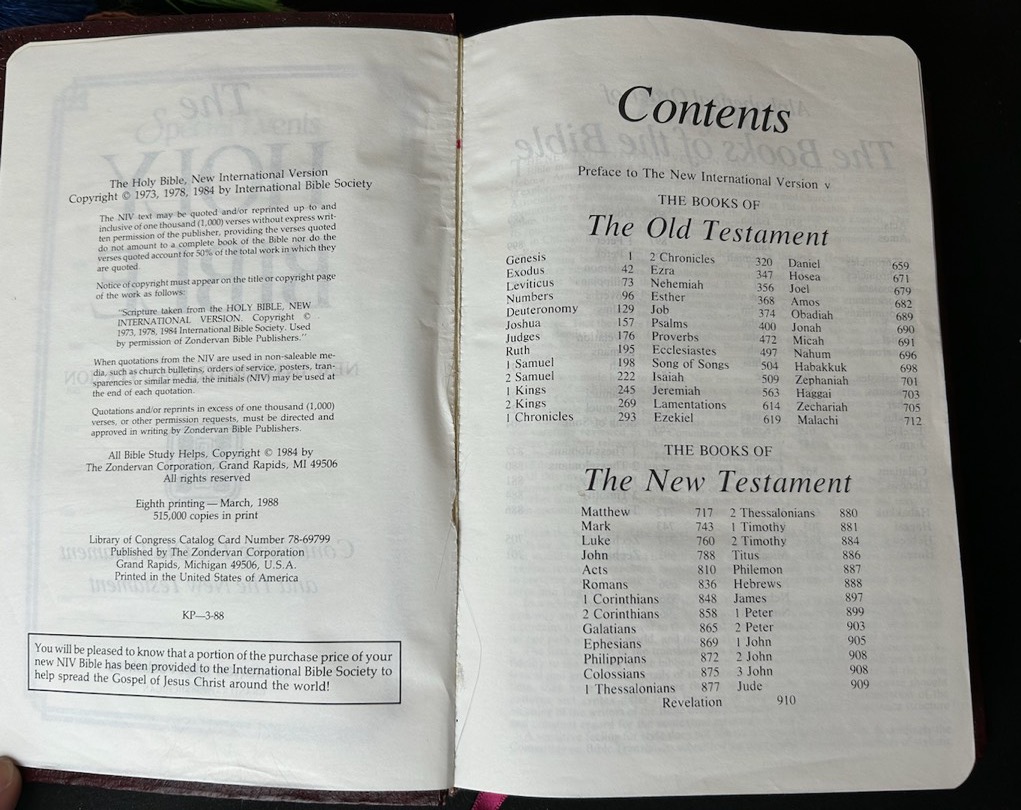 The Holy Bible, New International Version
Copyright © 1973, 1978, 1984 by International Bible Society
The NIV text may be quoted and/or reprinted up to and
inclusive of one thousand (1,000) verses without express writ-
ten permission of the publisher, providing the verses quoted
do not amount to a complete book of the Bible nor do the
verses quoted account for 50% of the total work in which they
are quoted.
Notice of copyright must appear on the title or copyright page
of the work as follows:
"Scripture taken from the HOLY BIBLE, NEW
INTERNATIONAL VERSION. Copyright ©
1973, 1978, 1984 International Bible Society. Used
by permission of Zondervan Bible Publishers."
When quotations from the NIV are used in non-saleable me-
dia, such as church bulletins, orders of service, posters, tran-
sparencies or similar media, the initials (NIV) may be used at
the end of each quotation.
Quotations and/or reprints in excess of one thousand (1,000)
verses, or other permission requests, must be directed and
approved in writing by Zondervan Bible Publishers.
All Bible Study Helps, Copyright © 1984 by
The Zondervan Corporation, Grand Rapids, MI 49506
All rights reserved
Eighth printing — March, 1988
515,000 copies in print
Library of Congress Catalog Card Number 78-69799
Published by The Zondervan Corporation
Grand Rapids, Michigan 49506, U.S.A.
Printed in the United States of America
KP—3-88
You will be pleased to know that a portion of the purchase price of your
new NIV Bible has been provided to the International Bible Society to
help spread the Gospel of Jesus Christ around the world!
Contents
Preface to The New International Version v
THE BOOKS OF
The Old Testament
Genesis 1
Exodus 42
Leviticus 73
Numbers 96
Deuteronomy 129
Joshua 157
Judges 176
Ruth 195
1 Samuel 198
2 Samuel 222
1 Kings 245
2 Kings 269
1 Chronicles 293
2 Chronicles 320
Ezra 347
Nehemiah 356
Esther 368
Job 374
Psalms 400
Proverbs 472
Ecclesiastes 497
Song of Songs 504
Isaiah 509
Jeremiah 563
Lamentations 614
Ezekiel 619
Daniel 659
Hosea 671
Joel 679
Amos 682
Obadiah 689
Jonah 690
Micah 691
Nahum 696
Habakkuk 698
Zephaniah 701
Haggai 703
Zechariah 705
Malachi 712
THE BOOKS OF
The New Testament
Matthew 717
Mark 743
Luke 760
John 788
Acts 810
Romans 836
1 Corinthians 848
2 Corinthians 858
Galatians 865
Ephesians 869
Philippians 872
Colossians 875
1 Thessalonians 877
2 Thessalonians 880
1 Timothy 881
2 Timothy 884
Titus 886
Philemon 887
Hebrews 888
James 897
1 Peter 899
2 Peter 903
1 John 905
2 John 908
3 John 908
Jude 909
Revelation 910